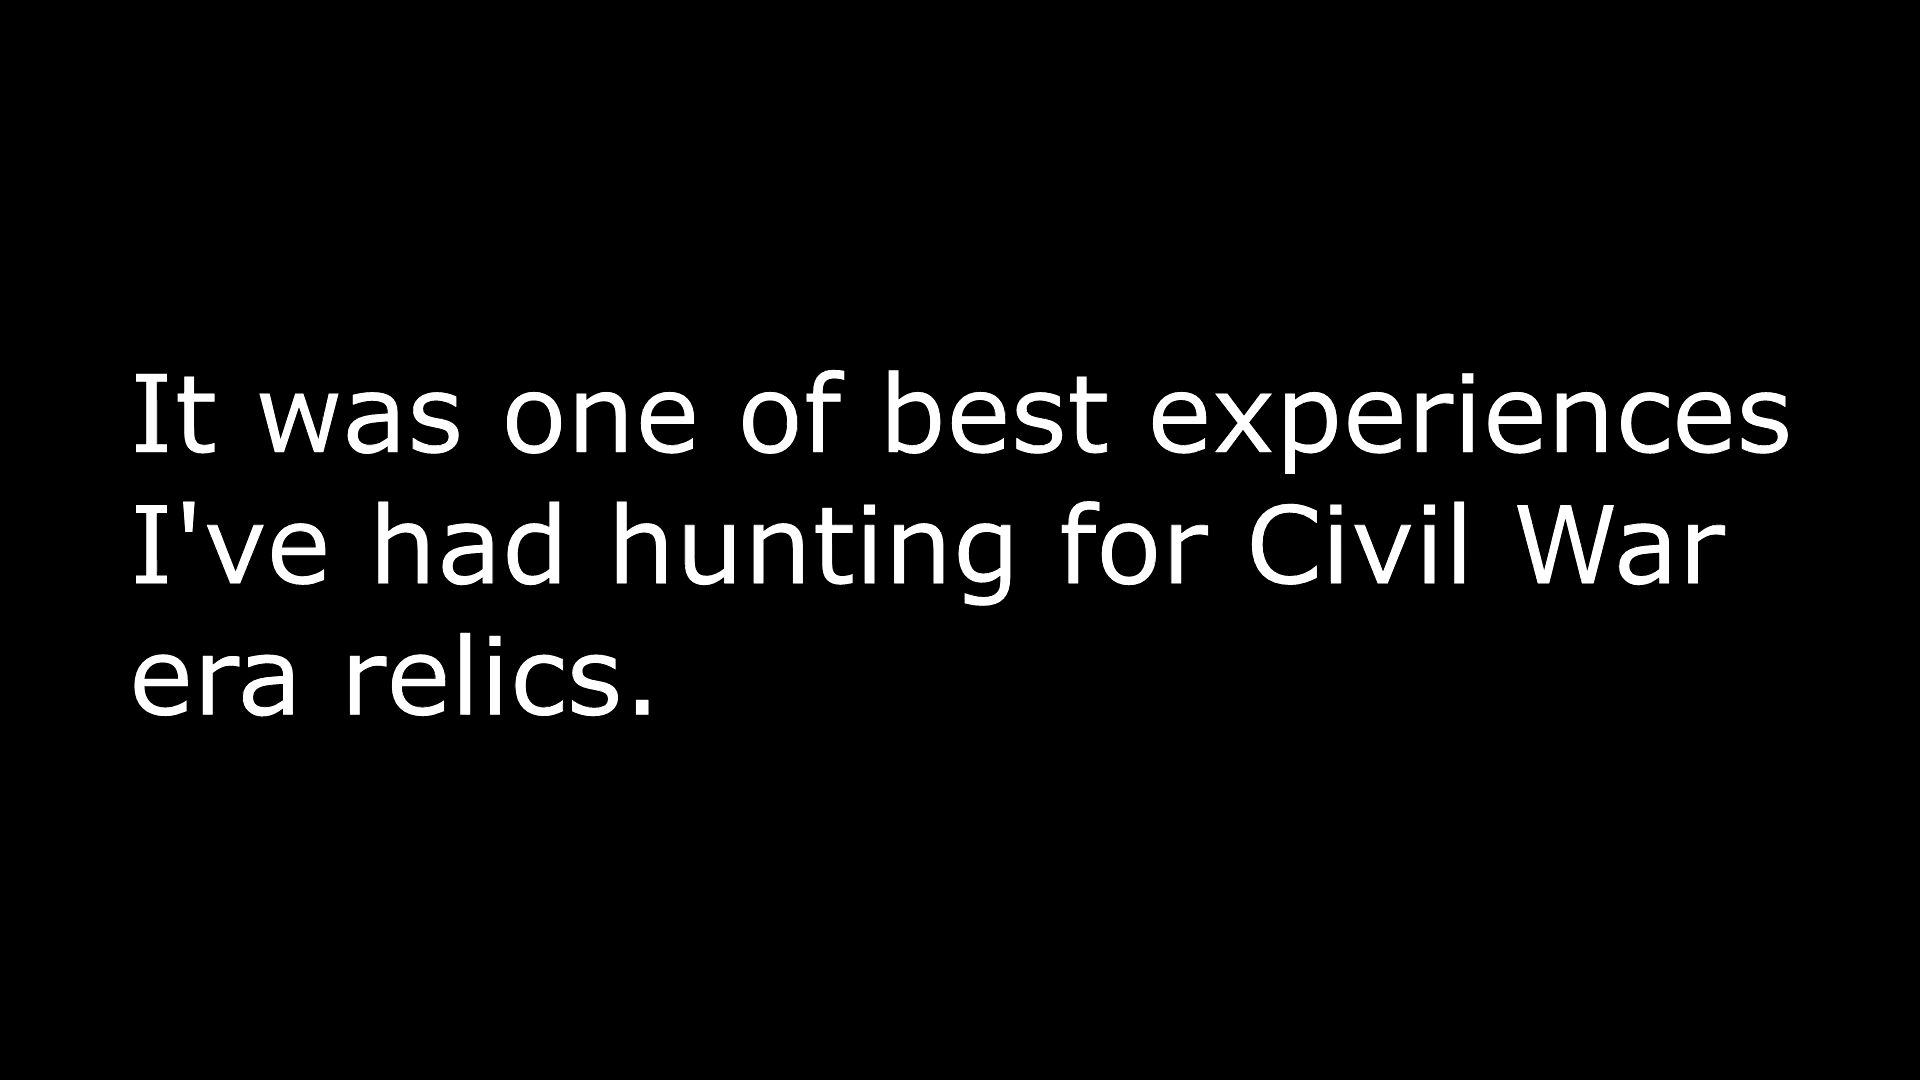 It was one of best experiences
I've had hunting for Civil War
era relics.